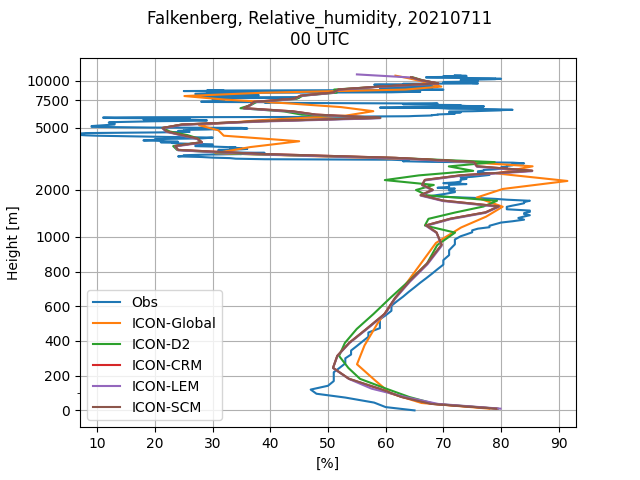 Falkenberg, Relative_humidity, 20210711
00 UTC
10000
7500
5000
2000
1000
800
600
400
200
0
Height [m]
Obs
ICON-Global
ICON-D2
ICON-CRM
ICON-LEM
ICON-SCM
10 20 30 40 50 60 70 80 90
[%]